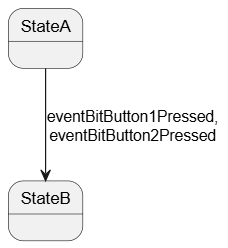 StateA
eventBitButton1Pressed,
eventBitButton2Pressed
StateB